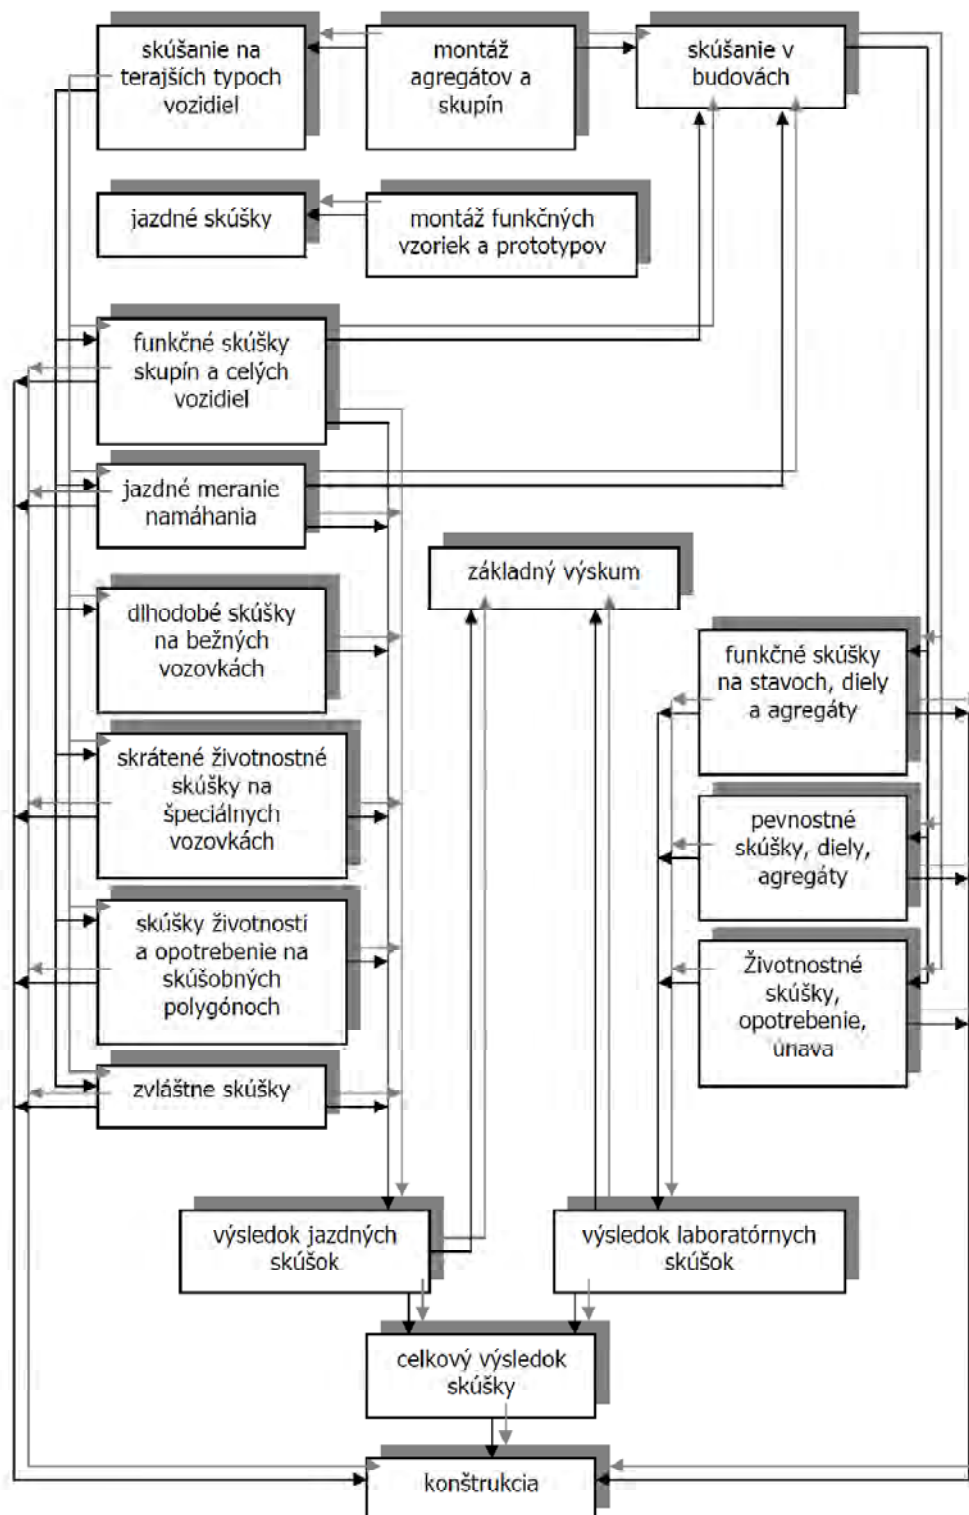 skúšanie na
terajších typoch
vozidiel
montáž
agregátov a
skupín
skúšanie v
budovách
jazdné skúšky
montáž funkčných
vzoriek a prototypov
funkčné skúšky
skupín a celých
vozidiel
jazdné meranie
namáhania
základný výskum
dlhodobé skúšky
na bežných
vozovkách
funkčné skúšky
na stavoch, diely
a agregáty
skrátené životnostné
skúšky na
špeciálnych
vozovkách
pevnostné
skúšky, diely,
agregáty
skúšky životnosti
a opotrebenie na
skúšobných
polygónoch
Životnostné
skúšky,
opotrebenie,
únava
zvláštne skúšky
výsledok jazdných
skúšok
výsledok laboratórnych
skúšok
celkový výsledok
skúšky
konštrukcia